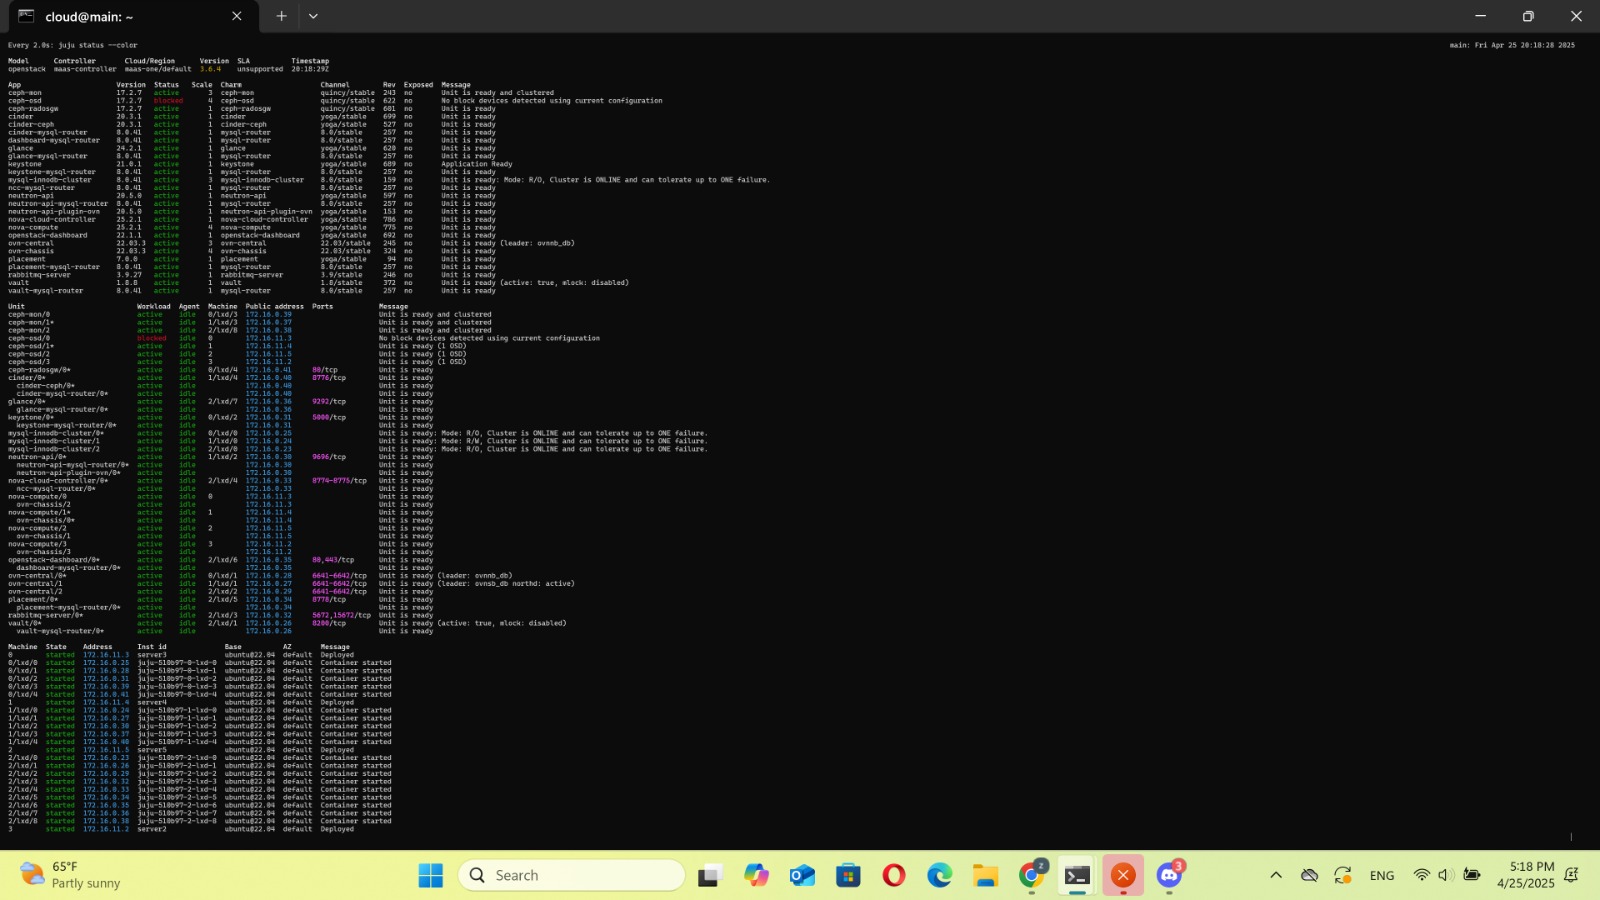 cloud@main: ~
Every 2.0s: juju status --color
main: Fri Apr 25 20:18:28 2025
Model Controller Cloud/Region Version SLA Timestamp
openstack maas-controller maas-one/default 3.6.4 unsupported 20:18:29Z
App Version Status Scale Charm Channel Rev Exposed Message
ceph-mon 17.2.7 active 3 ceph-mon quincy/stable 243 no Unit is ready and clustered
ceph-osd 17.2.7 blocked 4 ceph-osd quincy/stable 622 no No block devices detected using current configuration
ceph-radosgw 17.2.7 active 1 ceph-radosgw quincy/stable 601 no Unit is ready
cinder 20.3.1 active 1 cinder yoga/stable 699 no Unit is ready
cinder-ceph 20.3.1 active 1 cinder-ceph yoga/stable 527 no Unit is ready
cinder-mysql-router 8.0.41 active 1 mysql-router 8.0/stable 257 no Unit is ready
dashboard-mysql-router 8.0.41 active 1 mysql-router 8.0/stable 257 no Unit is ready
glance 24.2.1 active 1 glance yoga/stable 620 no Unit is ready
glance-mysql-router 8.0.41 active 1 mysql-router 8.0/stable 257 no Unit is ready
keystone 21.0.1 active 1 keystone yoga/stable 689 no Application Ready
keystone-mysql-router 8.0.41 active 1 mysql-router 8.0/stable 257 no Unit is ready
mysql-innodb-cluster 8.0.41 active 3 mysql-innodb-cluster 8.0/stable 159 no Unit is ready: Mode: R/O, Cluster is ONLINE and can tolerate up to ONE failure.
ncc-mysql-router 8.0.41 active 1 mysql-router 8.0/stable 257 no Unit is ready
neutron-api 20.5.0 active 1 neutron-api yoga/stable 597 no Unit is ready
neutron-api-mysql-router 8.0.41 active 1 mysql-router 8.0/stable 257 no Unit is ready
neutron-api-plugin-ovn 20.5.0 active 1 neutron-api-plugin-ovn yoga/stable 153 no Unit is ready
nova-cloud-controller 25.2.1 active 1 nova-cloud-controller yoga/stable 786 no Unit is ready
nova-compute 25.2.1 active 4 nova-compute yoga/stable 775 no Unit is ready
openstack-dashboard 22.1.1 active 1 openstack-dashboard yoga/stable 692 no Unit is ready
ovn-central 22.03.3 active 3 ovn-central 22.03/stable 245 no Unit is ready (leader: ovnnb_db)
ovn-chassis 22.03.3 active 4 ovn-chassis 22.03/stable 324 no Unit is ready
placement 7.0.0 active 1 placement yoga/stable 94 no Unit is ready
placement-mysql-router 8.0.41 active 1 mysql-router 8.0/stable 257 no Unit is ready
rabbitmq-server 3.9.27 active 1 rabbitmq-server 3.9/stable 246 no Unit is ready
vault 1.8.8 active 1 vault 1.8/stable 372 no Unit is ready (active: true, mlock: disabled)
vault-mysql-router 8.0.41 active 1 mysql-router 8.0/stable 257 no Unit is ready
Unit Workload Agent Machine Public address Ports Message
ceph-mon/0 active idle 0/lxd/3 172.16.0.39 Unit is ready and clustered
ceph-mon/1* active idle 1/lxd/3 172.16.0.37 Unit is ready and clustered
ceph-mon/2 active idle 2/lxd/8 172.16.0.38 Unit is ready and clustered
ceph-osd/0 blocked idle 0 172.16.11.3 No block devices detected using current configuration
ceph-osd/1* active idle 1 172.16.11.4 Unit is ready (1 OSD)
ceph-osd/2 active idle 2 172.16.11.5 Unit is ready (1 OSD)
ceph-osd/3 active idle 3 172.16.11.2 Unit is ready (1 OSD)
ceph-radosgw/0* active idle 0/lxd/4 172.16.0.41 80/tcp Unit is ready
cinder/0* active idle 1/lxd/4 172.16.0.40 8776/tcp Unit is ready
cinder-ceph/0* active idle 172.16.0.40 Unit is ready
cinder-mysql-router/0* active idle 172.16.0.40 Unit is ready
glance/0* active idle 2/lxd/7 172.16.0.36 9292/tcp Unit is ready
glance-mysql-router/0* active idle 172.16.0.36 Unit is ready
keystone/0* active idle 0/lxd/2 172.16.0.31 5000/tcp Unit is ready
keystone-mysql-router/0* active idle 172.16.0.31 Unit is ready
mysql-innodb-cluster/0* active idle 0/lxd/0 172.16.0.25 Unit is ready: Mode: R/O, Cluster is ONLINE and can tolerate up to ONE failure.
mysql-innodb-cluster/1 active idle 1/lxd/0 172.16.0.24 Unit is ready: Mode: R/W, Cluster is ONLINE and can tolerate up to ONE failure.
mysql-innodb-cluster/2 active idle 2/lxd/0 172.16.0.23 Unit is ready: Mode: R/O, Cluster is ONLINE and can tolerate up to ONE failure.
neutron-api/0* active idle 1/lxd/2 172.16.0.30 9696/tcp Unit is ready
neutron-api-mysql-router/0* active idle 172.16.0.30 Unit is ready
neutron-api-plugin-ovn/0* active idle 172.16.0.30 Unit is ready
nova-cloud-controller/0* active idle 2/lxd/4 172.16.0.33 8774-8775/tcp Unit is ready
ncc-mysql-router/0* active idle 172.16.0.33 Unit is ready
nova-compute/0 active idle 0 172.16.11.3 Unit is ready
ovn-chassis/2 active idle 172.16.11.3 Unit is ready
nova-compute/1* active idle 1 172.16.11.4 Unit is ready
ovn-chassis/0* active idle 172.16.11.4 Unit is ready
nova-compute/2 active idle 2 172.16.11.5 Unit is ready
ovn-chassis/1 active idle 172.16.11.5 Unit is ready
nova-compute/3 active idle 3 172.16.11.2 Unit is ready
ovn-chassis/3 active idle 172.16.11.2 Unit is ready
openstack-dashboard/0* active idle 2/lxd/6 172.16.0.35 80,443/tcp Unit is ready
dashboard-mysql-router/0* active idle 172.16.0.35 Unit is ready
ovn-central/0* active idle 0/lxd/1 172.16.0.28 6641-6642/tcp Unit is ready (leader: ovnnb_db)
ovn-central/1 active idle 1/lxd/1 172.16.0.27 6641-6642/tcp Unit is ready (leader: ovnsb_db northd: active)
ovn-central/2 active idle 2/lxd/2 172.16.0.29 6641-6642/tcp Unit is ready
placement/0* active idle 2/lxd/5 172.16.0.34 8778/tcp Unit is ready
placement-mysql-router/0* active idle 172.16.0.34 Unit is ready
rabbitmq-server/0* active idle 2/lxd/3 172.16.0.32 5672,15672/tcp Unit is ready
vault/0* active idle 2/lxd/1 172.16.0.26 8200/tcp Unit is ready (active: true, mlock: disabled)
vault-mysql-router/0* active idle 172.16.0.26 Unit is ready
Machine State Address Inst id Base AZ Message
0 started 172.16.11.3 server3 ubuntu@22.04 default Deployed
0/lxd/0 started 172.16.0.25 juju-510b97-0-lxd-0 ubuntu@22.04 default Container started
0/lxd/1 started 172.16.0.28 juju-510b97-0-lxd-1 ubuntu@22.04 default Container started
0/lxd/2 started 172.16.0.31 juju-510b97-0-lxd-2 ubuntu@22.04 default Container started
0/lxd/3 started 172.16.0.39 juju-510b97-0-lxd-3 ubuntu@22.04 default Container started
0/lxd/4 started 172.16.0.41 juju-510b97-0-lxd-4 ubuntu@22.04 default Container started
1 started 172.16.11.4 server4 ubuntu@22.04 default Deployed
1/lxd/0 started 172.16.0.24 juju-510b97-1-lxd-0 ubuntu@22.04 default Container started
1/lxd/1 started 172.16.0.27 juju-510b97-1-lxd-1 ubuntu@22.04 default Container started
1/lxd/2 started 172.16.0.30 juju-510b97-1-lxd-2 ubuntu@22.04 default Container started
1/lxd/3 started 172.16.0.37 juju-510b97-1-lxd-3 ubuntu@22.04 default Container started
1/lxd/4 started 172.16.0.40 juju-510b97-1-lxd-4 ubuntu@22.04 default Container started
2 started 172.16.11.5 server5 ubuntu@22.04 default Deployed
2/lxd/0 started 172.16.0.23 juju-510b97-2-lxd-0 ubuntu@22.04 default Container started
2/lxd/1 started 172.16.0.26 juju-510b97-2-lxd-1 ubuntu@22.04 default Container started
2/lxd/2 started 172.16.0.29 juju-510b97-2-lxd-2 ubuntu@22.04 default Container started
2/lxd/3 started 172.16.0.32 juju-510b97-2-lxd-3 ubuntu@22.04 default Container started
2/lxd/4 started 172.16.0.33 juju-510b97-2-lxd-4 ubuntu@22.04 default Container started
2/lxd/5 started 172.16.0.34 juju-510b97-2-lxd-5 ubuntu@22.04 default Container started
2/lxd/6 started 172.16.0.35 juju-510b97-2-lxd-6 ubuntu@22.04 default Container started
2/lxd/7 started 172.16.0.36 juju-510b97-2-lxd-7 ubuntu@22.04 default Container started
2/lxd/8 started 172.16.0.38 juju-510b97-2-lxd-8 ubuntu@22.04 default Container started
3 started 172.16.11.2 server2 ubuntu@22.04 default Deployed
65°F
Partly sunny
Search
z
3
ENG
5:18 PM
4/25/2025